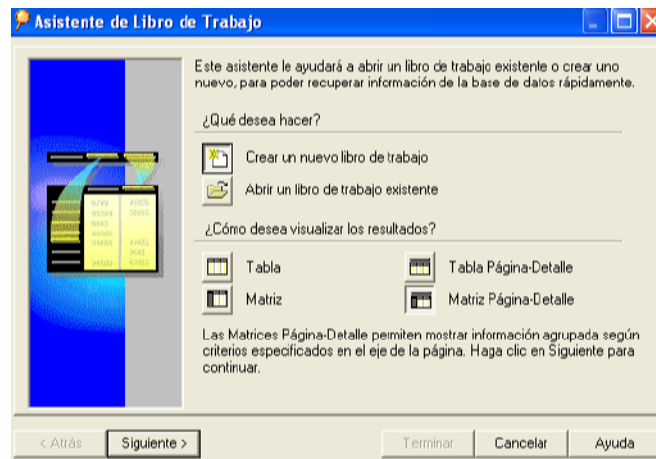 Asistente de Libro de Trabajo
Este asistente le ayudará a abrir un libro de trabajo existente o crear uno
nuevo, para poder recuperar información de la base de datos rápidamente.
¿Qué desea hacer?
Crear un nuevo libro de trabajo
Abrir un libro de trabajo existente
¿Cómo desea visualizar los resultados?
Tabla
Tabla Página-Detalle
Matriz
Matriz Página-Detalle
Las Matrices Página-Detalle permiten mostrar información agrupada según
criterios especificados en el eje de la página. Haga clic en Siguiente para
continuar.
< Atrás
Siguiente >
Terminar
Cancelar
Ayuda